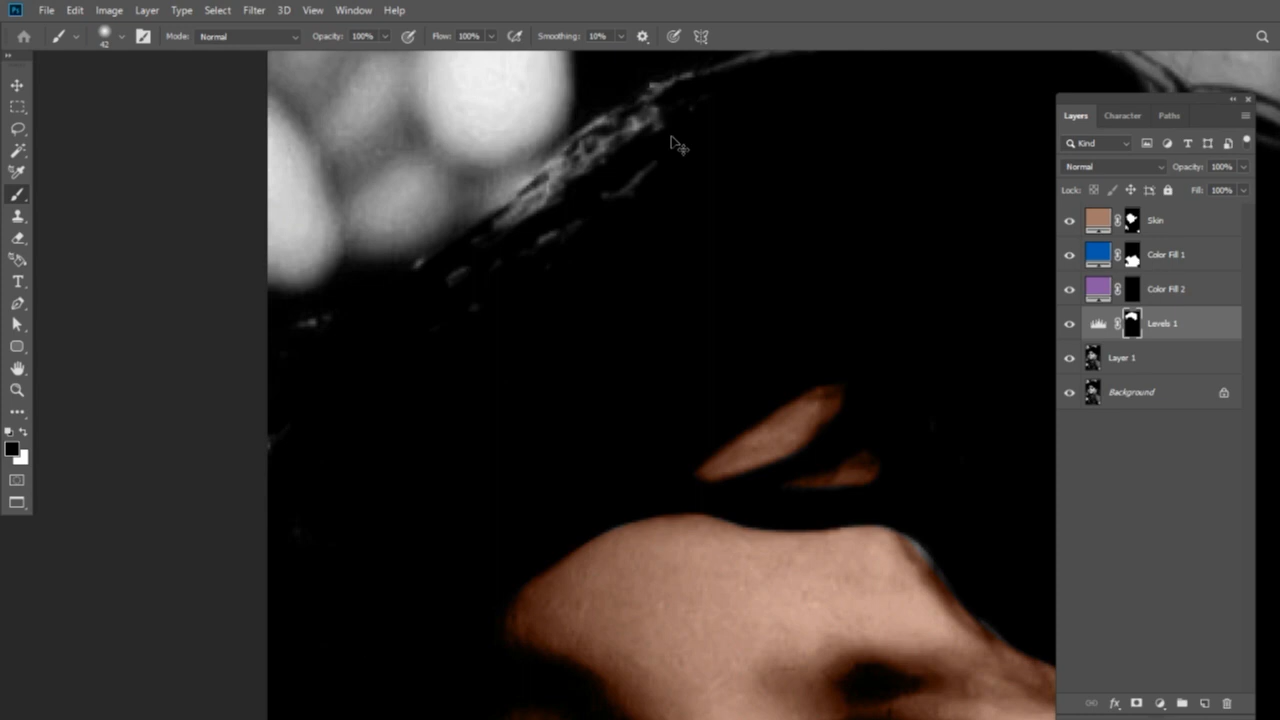 Ps File Edit Image Layer Type Select Filter 3D View Window Help
42 Mode: Normal Opacity: 100% Flow: 100% Smoothing: 10%
Layers Character Paths
Kind
Normal Opacity: 100%
Lock: Fill: 100%
Skin
Color Fill 1
Color Fill 2
Levels 1
Layer 1
Background